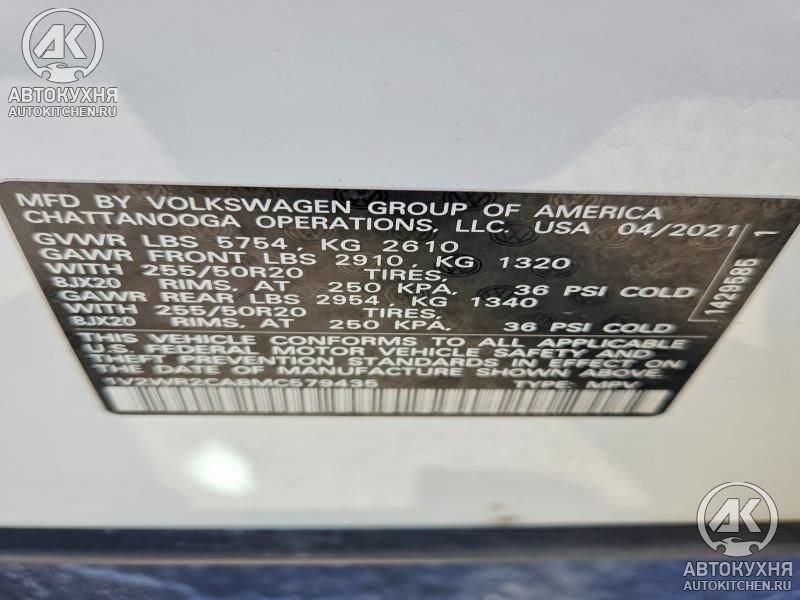 АК
АВТОКУХНЯ
AUTOKITCHEN.RU
MFD BY VOLKSWAGEN GROUP OF AMERICA
CHATTANOOGA OPERATIONS, LLC. USA 04/2021
GVWR LBS 5754, KG 2610
GAWR FRONT LBS 2910, KG 1320
WITH 255/50R20 TIRES,
8JX20 RIMS, AT 250 KPA, 36 PSI COLD
GAWR REAR LBS 2954, KG 1340
WITH 255/50R20 TIRES,
8JX20 RIMS, AT 250 KPA, 36 PSI COLD
THIS VEHICLE CONFORMS TO ALL APPLICABLE
U.S. FEDERAL MOTOR VEHICLE SAFETY AND
THEFT PREVENTION STANDARDS IN EFFECT ON
THE DATE OF MANUFACTURE SHOWN ABOVE.
1V2WR2CA8MC579435 TYPE: MPV
1429585 1
АК
АВТОКУХНЯ
AUTOKITCHEN.RU